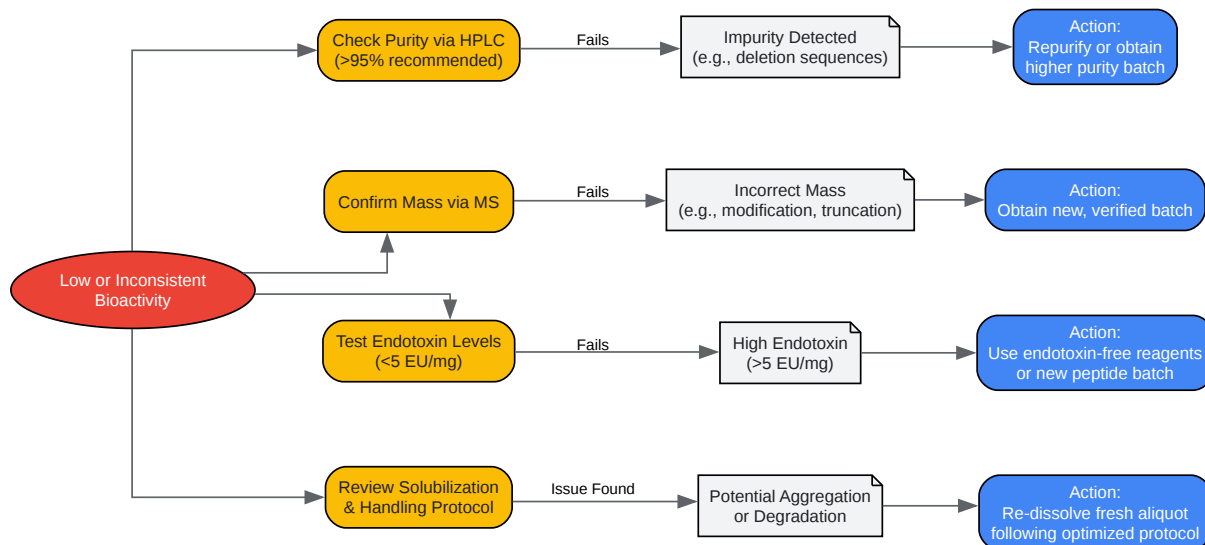 Check Purity via HPLC
(>95% recommended)
Fails
Impurity Detected
(e.g., deletion sequences)
Action:
Repurify or obtain
higher purity batch
Confirm Mass via MS
Fails
Incorrect Mass
(e.g., modification, truncation)
Action:
Obtain new, verified batch
Low or Inconsistent
Bioactivity
Test Endotoxin Levels
(<5 EU/mg)
Fails
High Endotoxin
(>5 EU/mg)
Action:
Use endotoxin-free reagents
or new peptide batch
Review Solubilization
& Handling Protocol
Issue Found
Potential Aggregation
or Degradation
Action:
Re-dissolve fresh aliquot
following optimized protocol